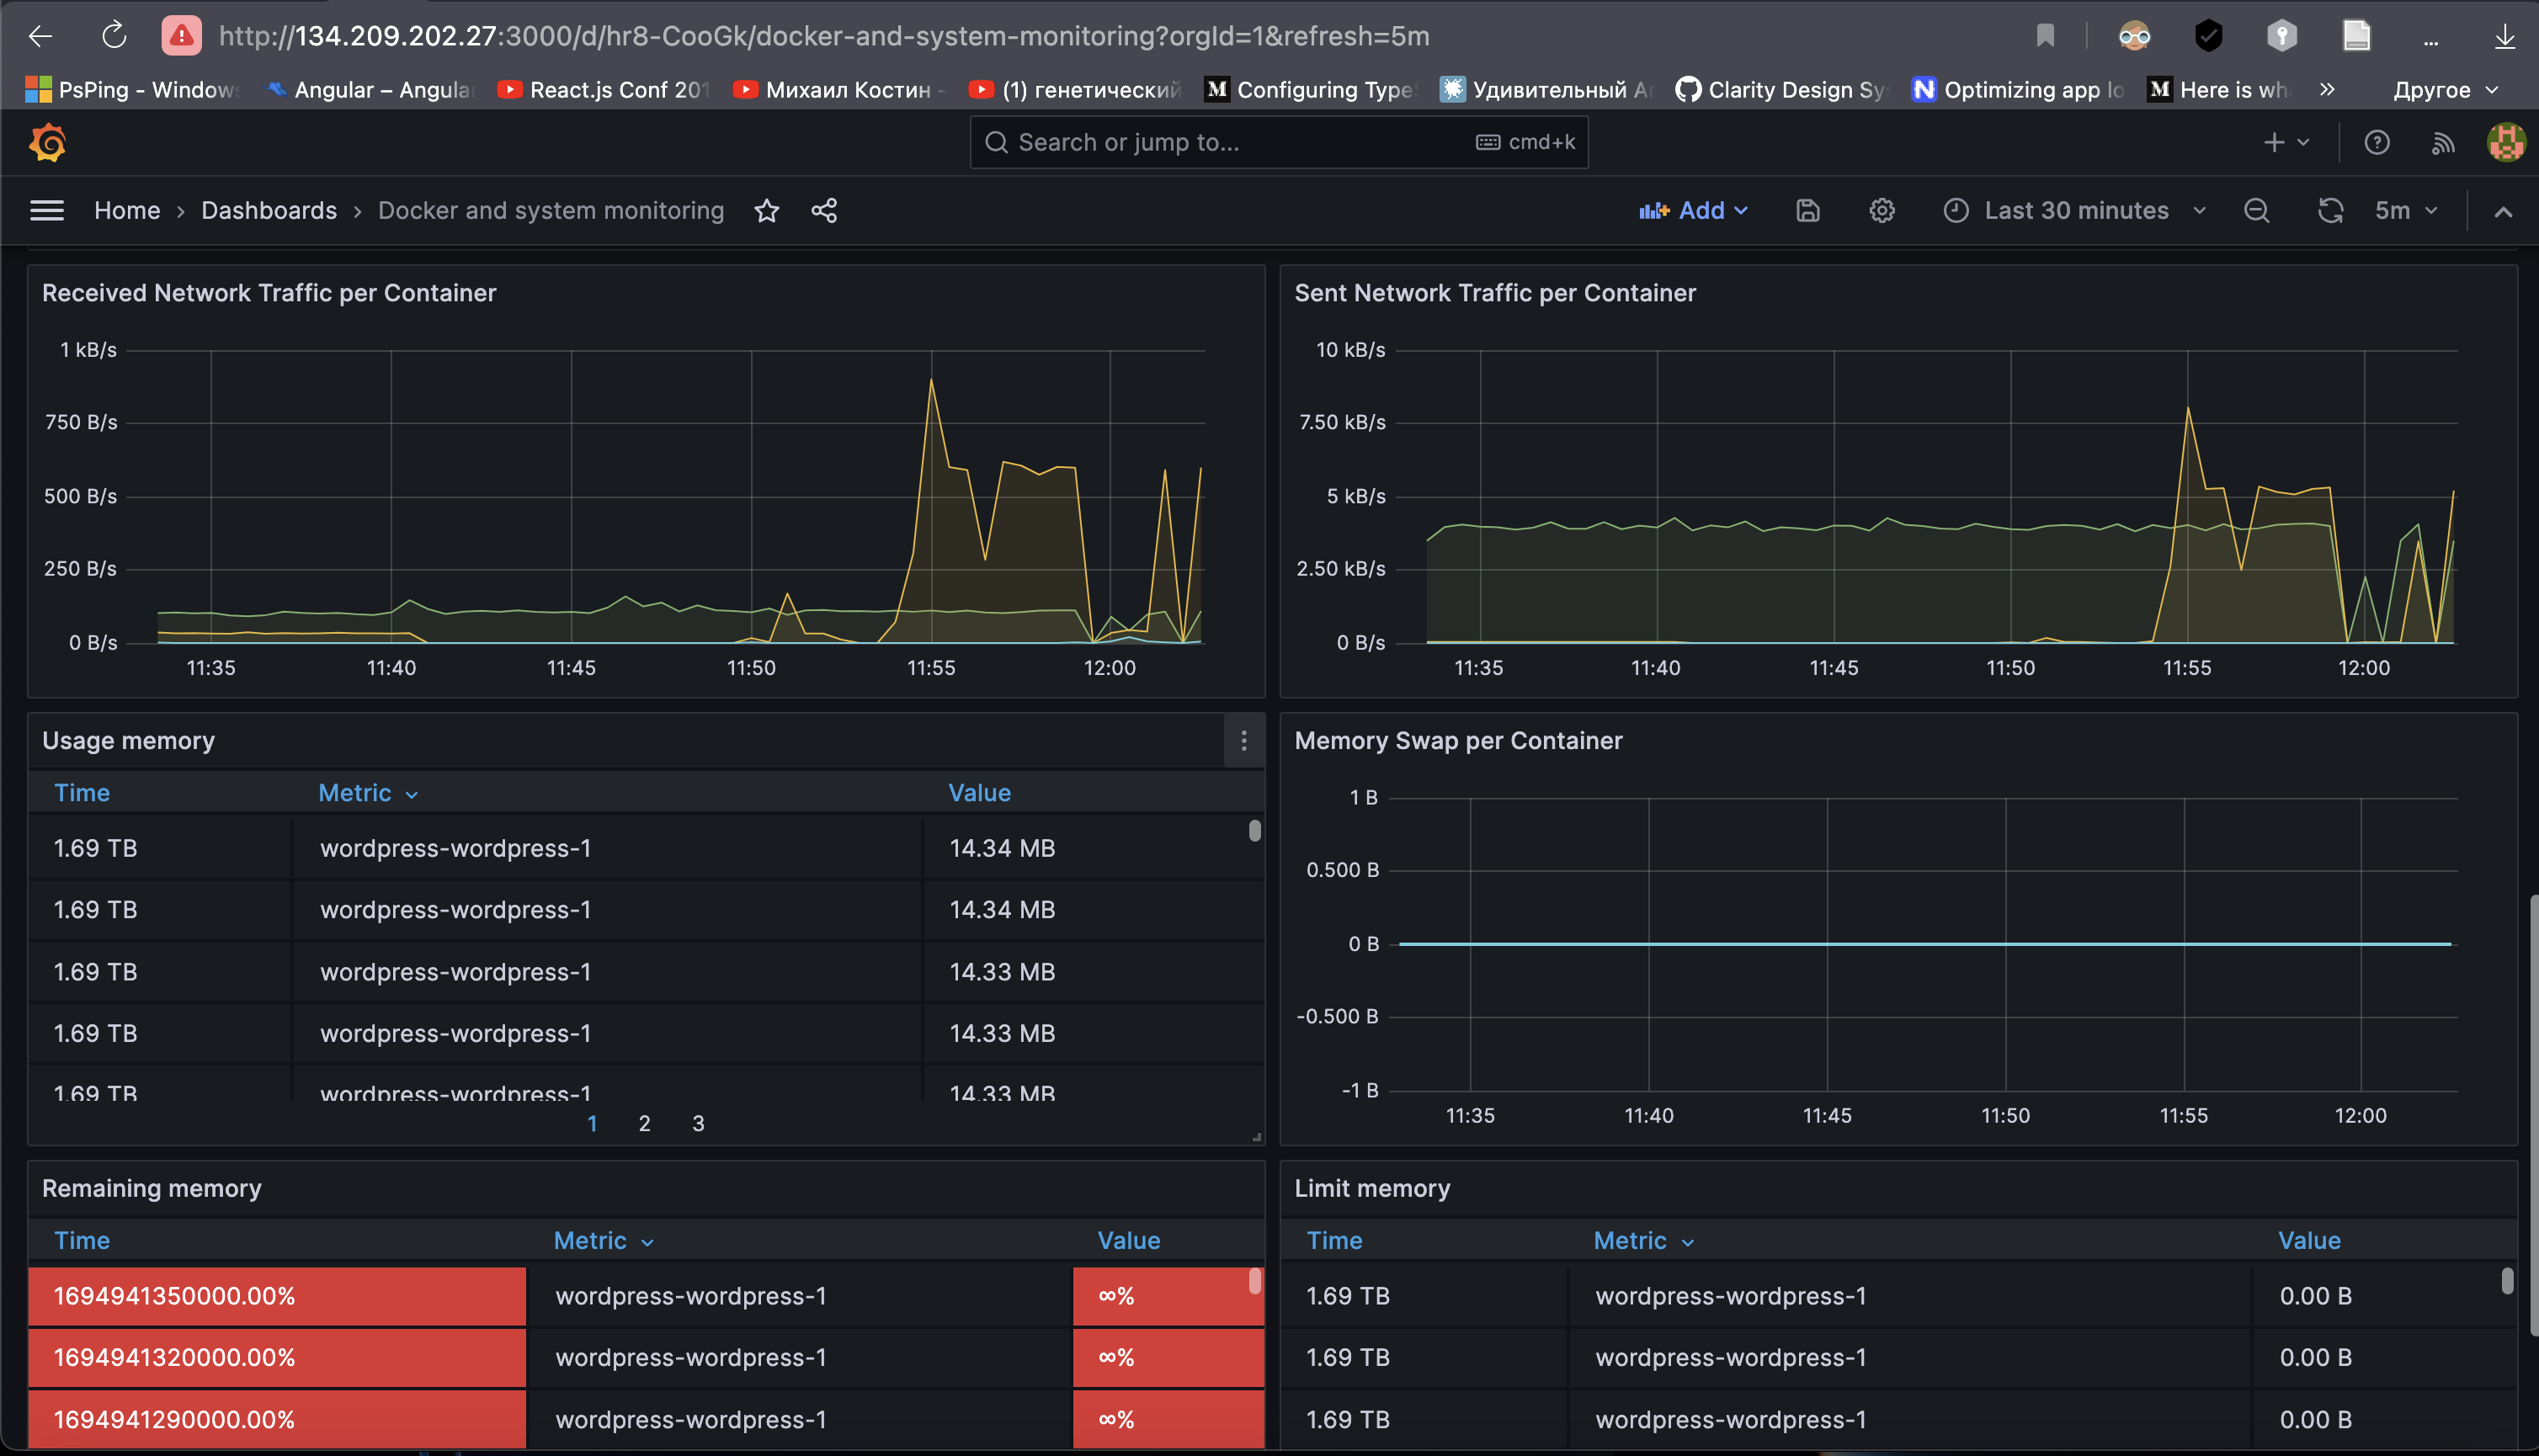 http://134.209.202.27:3000/d/hr8-CooGk/docker-and-system-monitoring?orgId=1&refresh=5m
...
PsPing - Windows
Angular – Angular
React.js Conf 201
Михаил Костин -
(1) генетический
M Configuring Type
Удивительный A
Clarity Design Sy
N Optimizing app lo
M Here is wh
»
Другое
Search or jump to...
cmd+k
Home › Dashboards › Docker and system monitoring
Add
Last 30 minutes
5m
Received Network Traffic per Container
1 kB/s
750 B/s
500 B/s
250 B/s
0 B/s
11:35 11:40 11:45 11:50 11:55 12:00
Sent Network Traffic per Container
10 kB/s
7.50 kB/s
5 kB/s
2.50 kB/s
0 B/s
11:35 11:40 11:45 11:50 11:55 12:00
Usage memory
Time Metric Value
1.69 TB wordpress-wordpress-1 14.34 MB
1.69 TB wordpress-wordpress-1 14.34 MB
1.69 TB wordpress-wordpress-1 14.33 MB
1.69 TB wordpress-wordpress-1 14.33 MB
1.69 TB wordpress-wordpress-1 14.33 MB
1 2 3
Memory Swap per Container
1 B
0.500 B
0 B
-0.500 B
-1 B
11:35 11:40 11:45 11:50 11:55 12:00
Remaining memory
Time Metric Value
1694941350000.00% wordpress-wordpress-1 ∞%
1694941320000.00% wordpress-wordpress-1 ∞%
1694941290000.00% wordpress-wordpress-1 ∞%
Limit memory
Time Metric Value
1.69 TB wordpress-wordpress-1 0.00 B
1.69 TB wordpress-wordpress-1 0.00 B
1.69 TB wordpress-wordpress-1 0.00 B